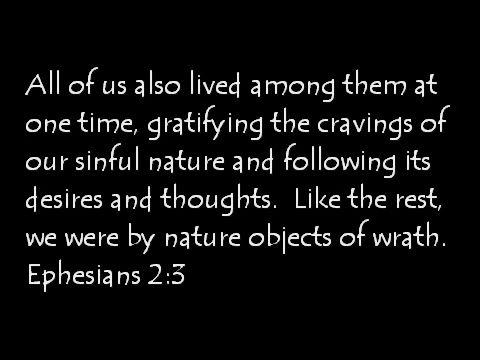 All of us also lived among them at
one time, gratifying the cravings of
our sinful nature and following its
desires and thoughts.  Like the rest,
we were by nature objects of wrath.
Ephesians 2:3